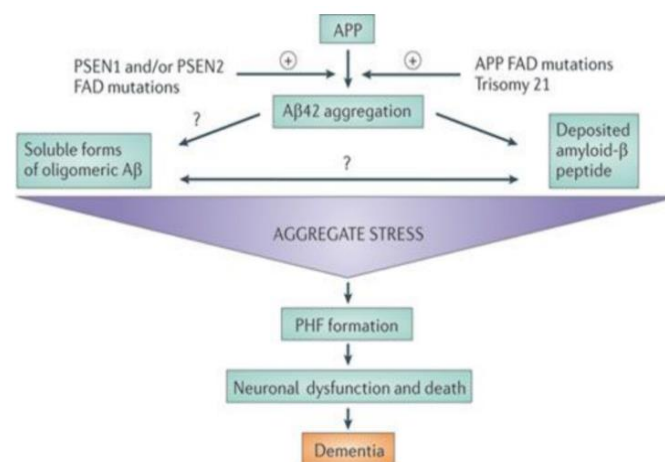 APP
PSEN1 and/or PSEN2
FAD mutations
+
+
APP FAD mutations
Trisomy 21
Aβ42 aggregation
?
Soluble forms
of oligomeric Aβ
?
Deposited
amyloid-β
peptide
AGGREGATE STRESS
PHF formation
Neuronal dysfunction and death
Dementia